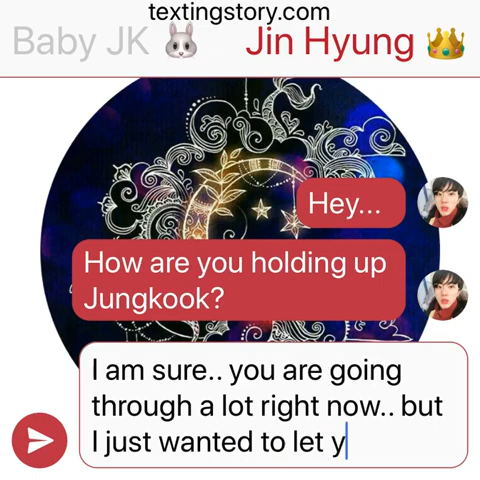 textingstory.com
Baby JK 🐰 Jin Hyung 👑
Hey...
How are you holding up
Jungkook?
I am sure.. you are going
through a lot right now.. but
I just wanted to let y